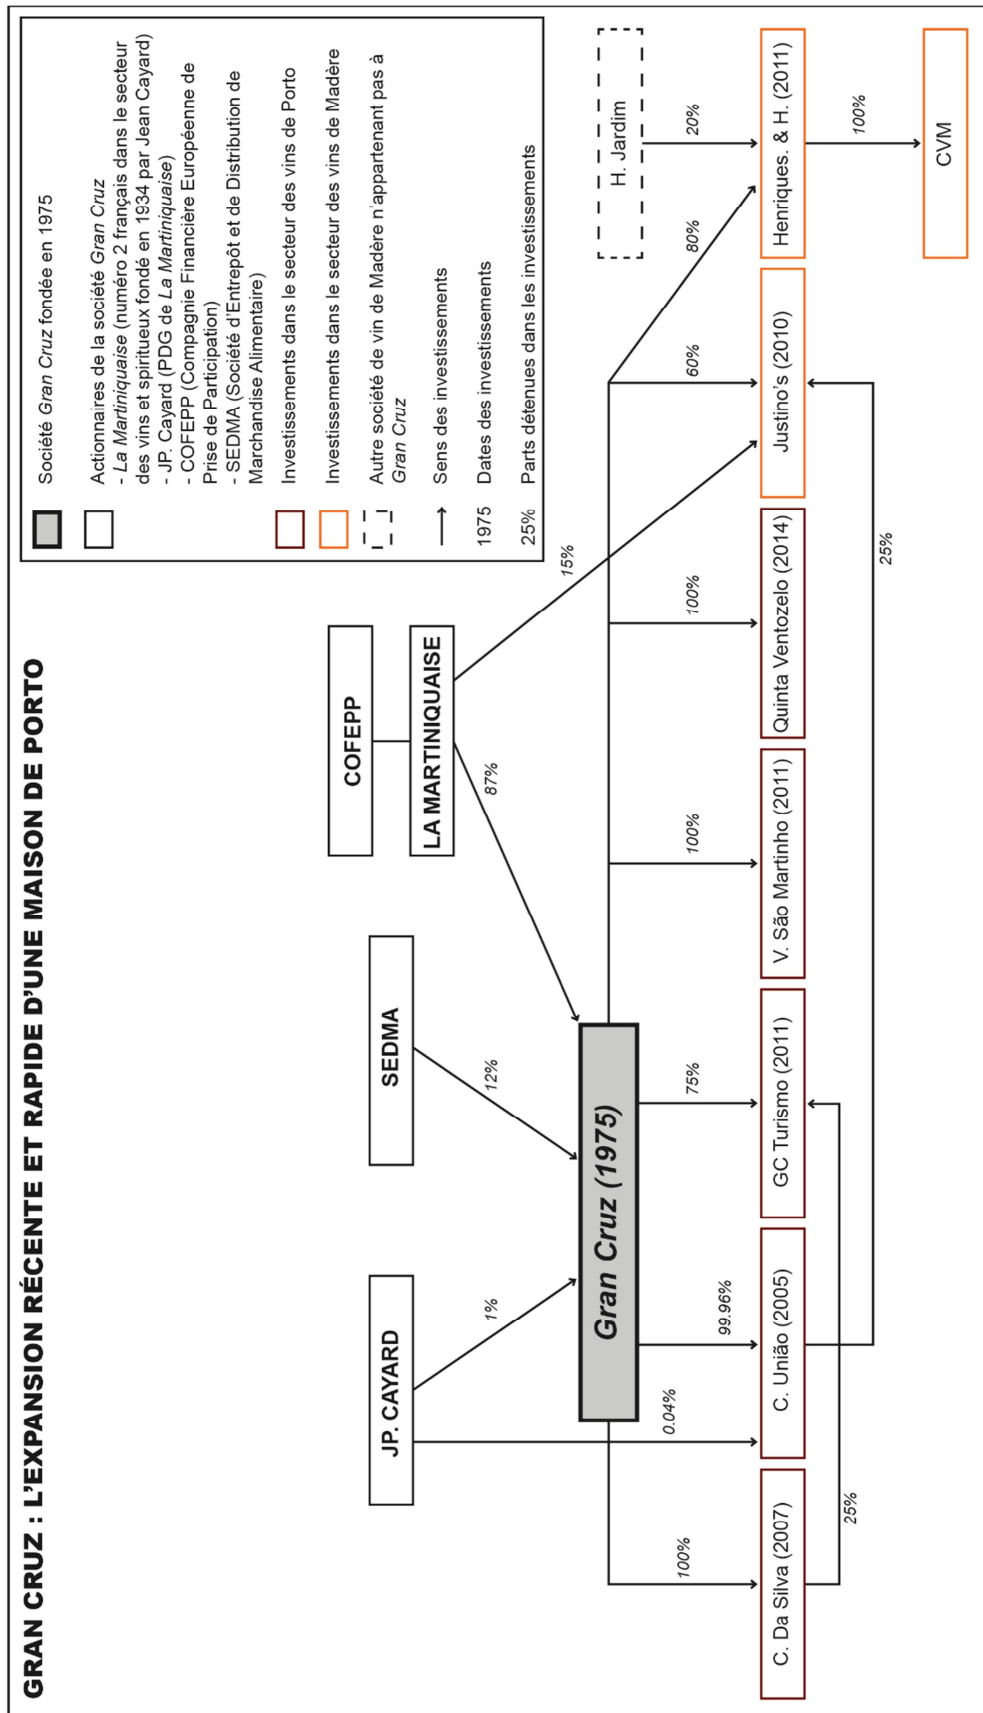 GRAN CRUZ : L'EXPANSION RÉCENTE ET RAPIDE D'UNE MAISON DE PORTO
Société Gran Cruz fondée en 1975
Actionnaires de la société Gran Cruz
- La Martiniquaise (numéro 2 français dans le secteur
des vins et spiritueux fondé en 1934 par Jean Cayard)
- JP. Cayard (PDG de La Martiniquaise)
- COFEPP (Compagnie Financière Européenne de
Prise de Participation)
- SEDMA (Société d'Entrepôt et de Distribution de
Marchandise Alimentaire)
Investissements dans le secteur des vins de Porto
Investissements dans le secteur des vins de Madère
Autre société de vin de Madère n'appartenant pas à
Gran Cruz
Sens des investissements
1975 Dates des investissements
25% Parts détenues dans les investissements
COFEPP
JP. CAYARD
SEDMA
LA MARTINIQUAISE
1%
12%
87%
15%
Gran Cruz (1975)
H. Jardim
100%
0.04%
99.96%
75%
100%
100%
60%
80%
20%
C. Da Silva (2007)
C. União (2005)
GC Turismo (2011)
V. São Martinho (2011)
Quinta Ventozelo (2014)
Justino's (2010)
Henriques. & H. (2011)
25%
25%
100%
CVM